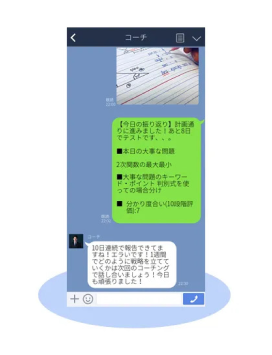 コーチ
【今日の振り返り】計画通
りに進みました！あと8日
でテストです。。。
■本日の大事な問題
2次関数の最大最小
■大事な問題のキーワー
ド・ポイント 判別式を使
っての場合分け
■ 分かり度合い(10段階評
価):7
コーチ
10日連続で報告できてま
すね！エラいです！1週間
でどのように戦略を立てて
いくかは次回のコーチング
で話し合いましょう！今日
も頑張りました！